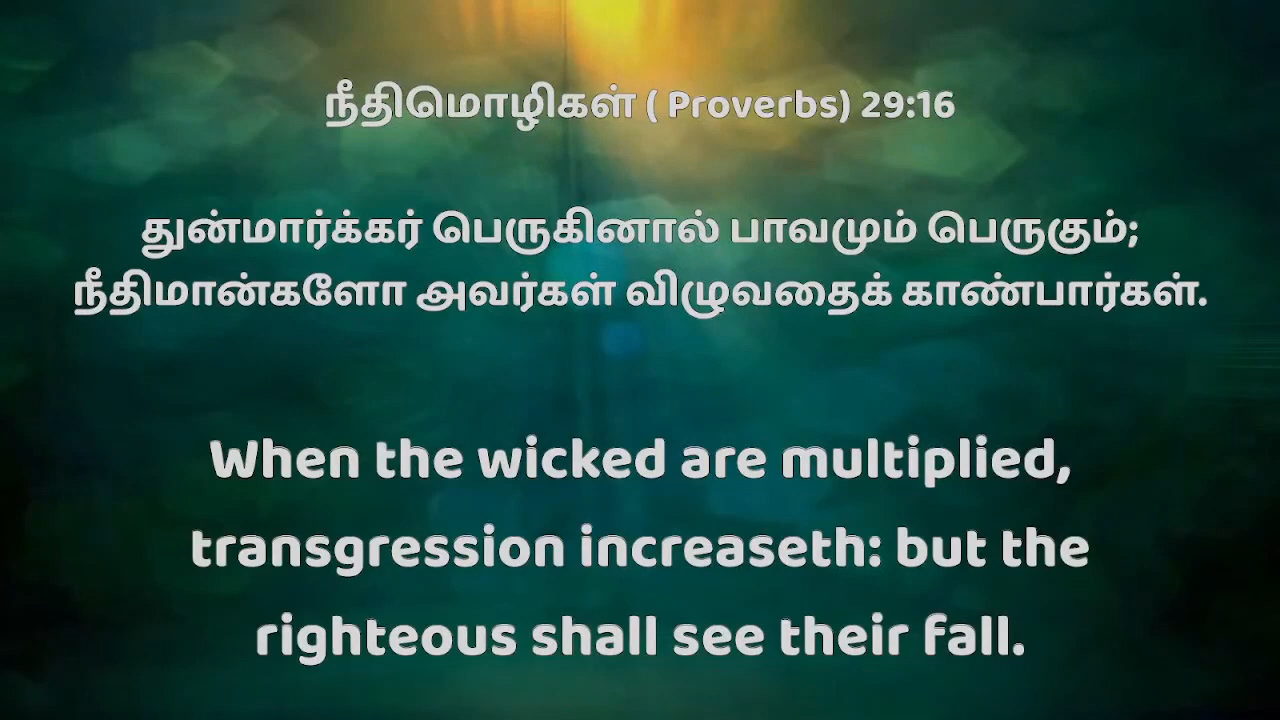 நீதிமொழிகள் ( Proverbs) 29:16
துன்மார்க்கர் பெருகினால் பாவமும் பெருகும்;
நீதிமான்களோ அவர்கள் விழுவதைக் காண்பார்கள்.
When the wicked are multiplied,
transgression increaseth: but the
righteous shall see their fall.